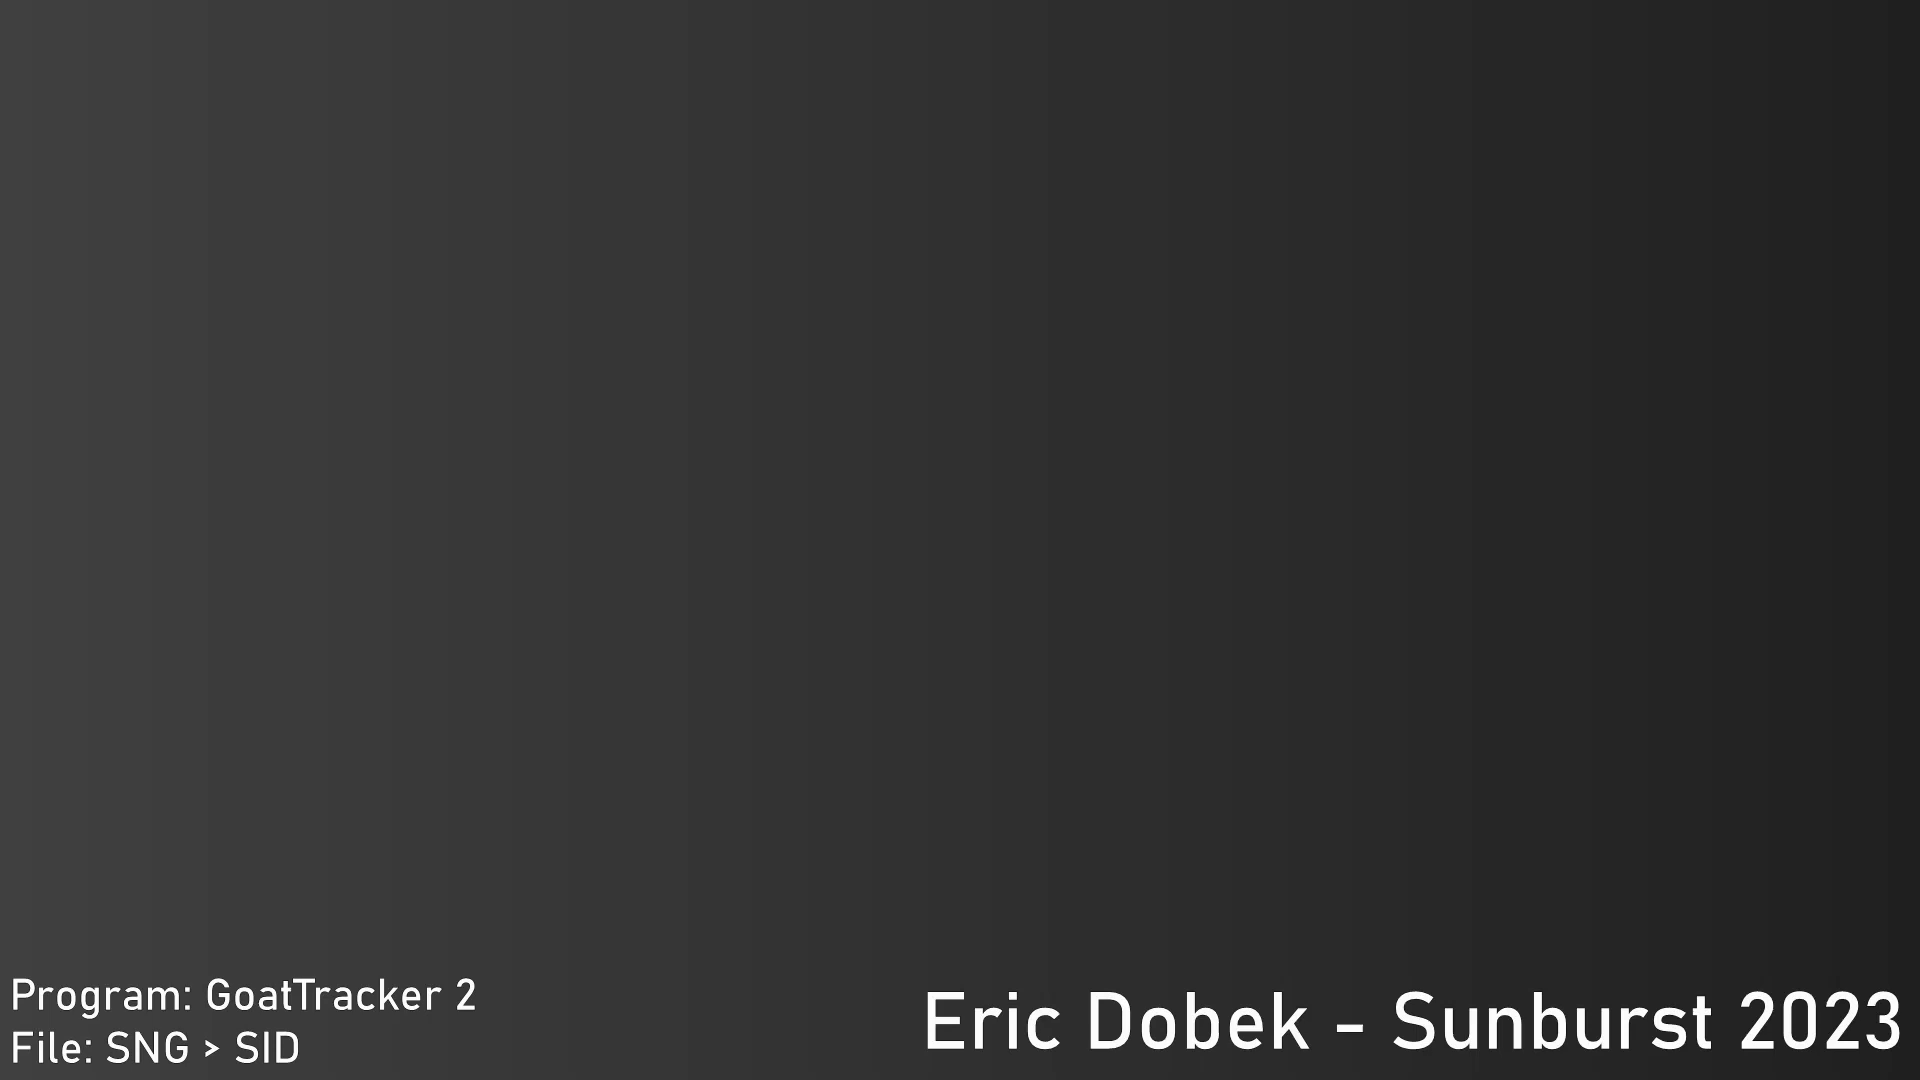 Program: GoatTracker 2
File: SNG > SID
Eric Dobek - Sunburst 2023